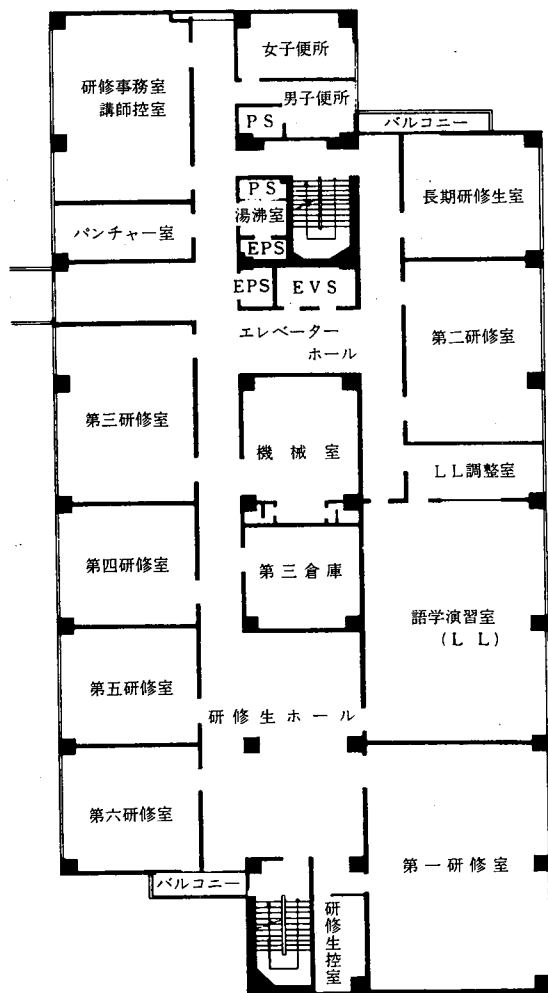 女子便所
研修事務室
講師控室
男子便所
PS
バルコニー
PS
長期研修生室
湯沸室
パンチャー室
EPS
EPS
EVS
エレベーター
ホール
第二研修室
第三研修室
機械室
LL調整室
第四研修室
第三倉庫
語学演習室
(LL)
第五研修室
研修生ホール
第六研修室
第一研修室
バルコニー
研修生控室